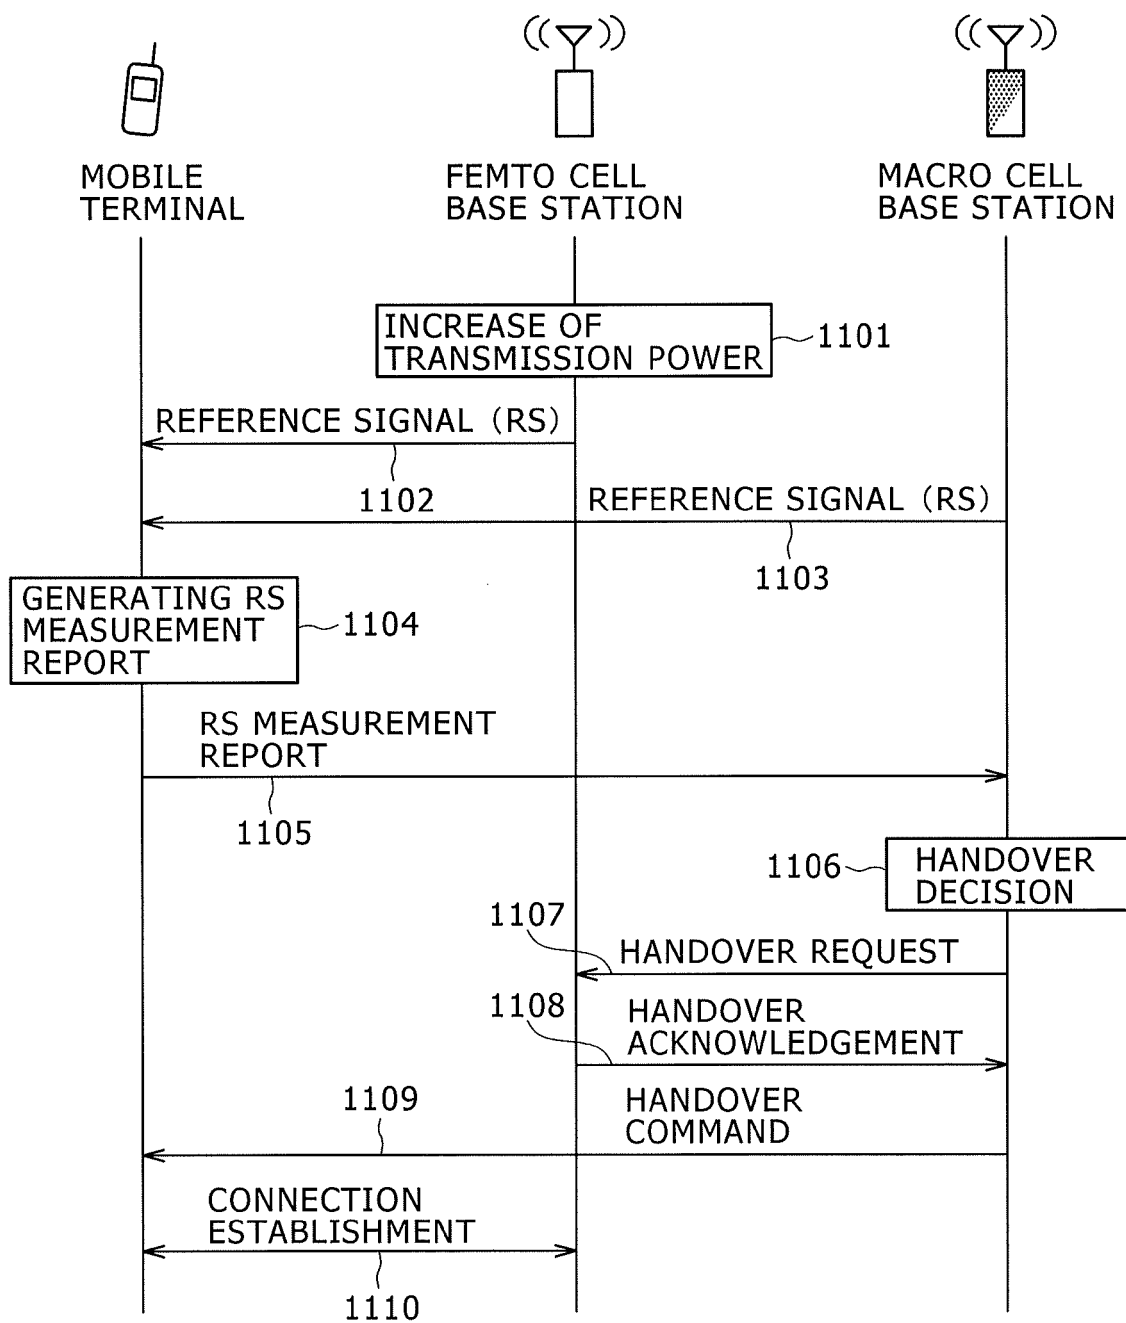 MOBILE
TERMINAL
FEMTO CELL
BASE STATION
MACRO CELL
BASE STATION
INCREASE OF
TRANSMISSION POWER
1101
REFERENCE SIGNAL (RS)
1102
REFERENCE SIGNAL (RS)
1103
GENERATING RS
MEASUREMENT
REPORT
1104
RS MEASUREMENT
REPORT
1105
1106
HANDOVER
DECISION
1107
HANDOVER REQUEST
1108
HANDOVER
ACKNOWLEDGEMENT
1109
HANDOVER
COMMAND
CONNECTION
ESTABLISHMENT
1110